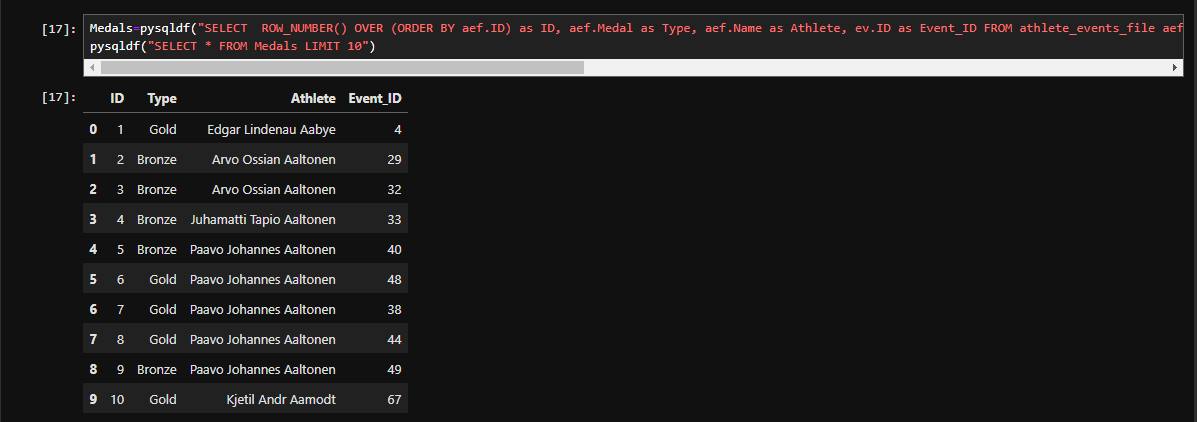 [17]: Medals=pysqldf("SELECT  ROW_NUMBER() OVER (ORDER BY aef.ID) as ID, aef.Medal as Type, aef.Name as Athlete, ev.ID as Event_ID FROM athlete_events_file aef
pysqldf("SELECT * FROM Medals LIMIT 10")
[17]: ID Type Athlete Event_ID
0 1 Gold Edgar Lindenau Aabye 4
1 2 Bronze Arvo Ossian Aaltonen 29
2 3 Bronze Arvo Ossian Aaltonen 32
3 4 Bronze Juhamatti Tapio Aaltonen 33
4 5 Bronze Paavo Johannes Aaltonen 40
5 6 Gold Paavo Johannes Aaltonen 48
6 7 Gold Paavo Johannes Aaltonen 38
7 8 Gold Paavo Johannes Aaltonen 44
8 9 Bronze Paavo Johannes Aaltonen 49
9 10 Gold Kjetil Andr Aamodt 67